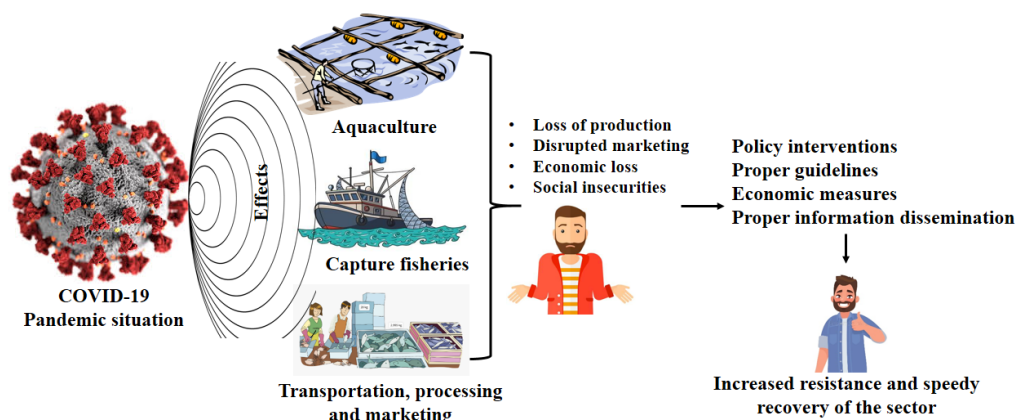 COVID-19
Pandemic situation
Effects
Aquaculture
Capture fisheries
Transportation, processing
and marketing
• Loss of production
• Disrupted marketing
• Economic loss
• Social insecurities
Policy interventions
Proper guidelines
Economic measures
Proper information dissemination
Increased resistance and speedy
recovery of the sector